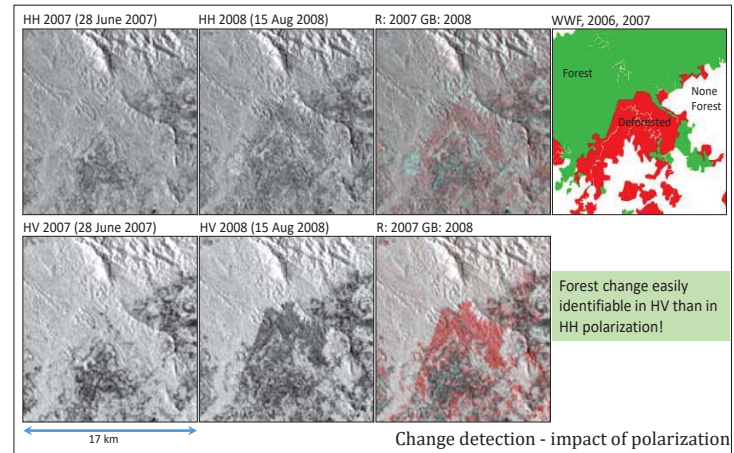 HH 2007 (28 June 2007)
HH 2008 (15 Aug 2008)
R: 2007 GB: 2008
WWF, 2006, 2007
Forest
None
Forest
Deforested
HV 2007 (28 June 2007)
HV 2008 (15 Aug 2008)
R: 2007 GB: 2008
Forest change easily
identifiable in HV than in
HH polarization!
17 km
Change detection - impact of polarization